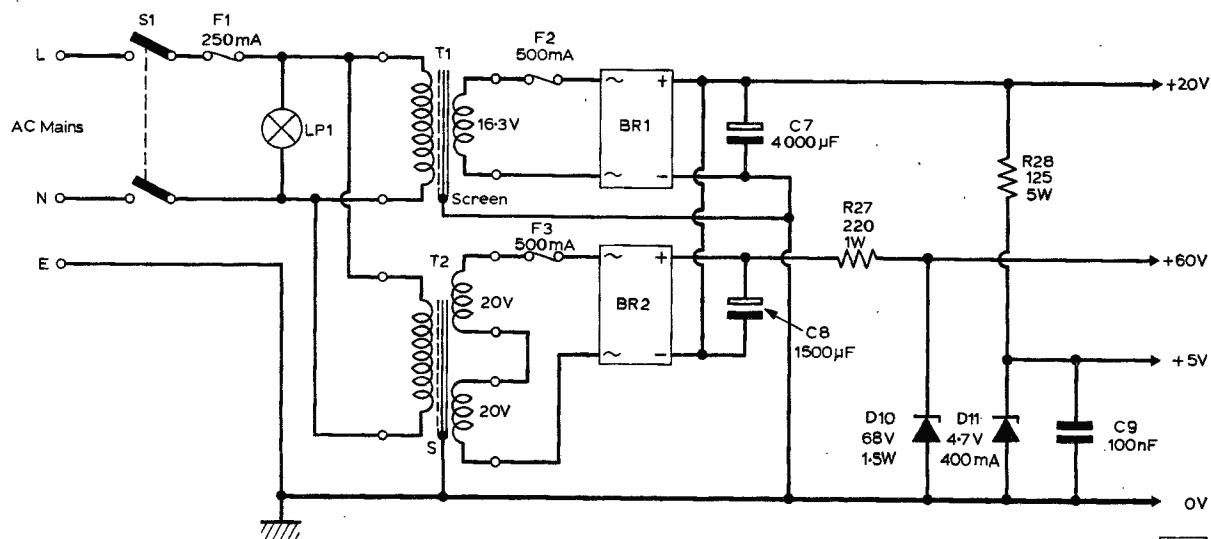 S1
F1
250mA
L
AC Mains
N
E
LP1
T1
16·3V
Screen
F2
500mA
~
+
BR1
~
−
C7
4000µF
+20V
R28
125
5W
T2
20V
20V
S
F3
500mA
~
+
BR2
~
−
C8
1500µF
R27
220
1W
+60V
+5V
D10
68V
1·5W
D11
4·7V
400mA
C9
100nF
0V